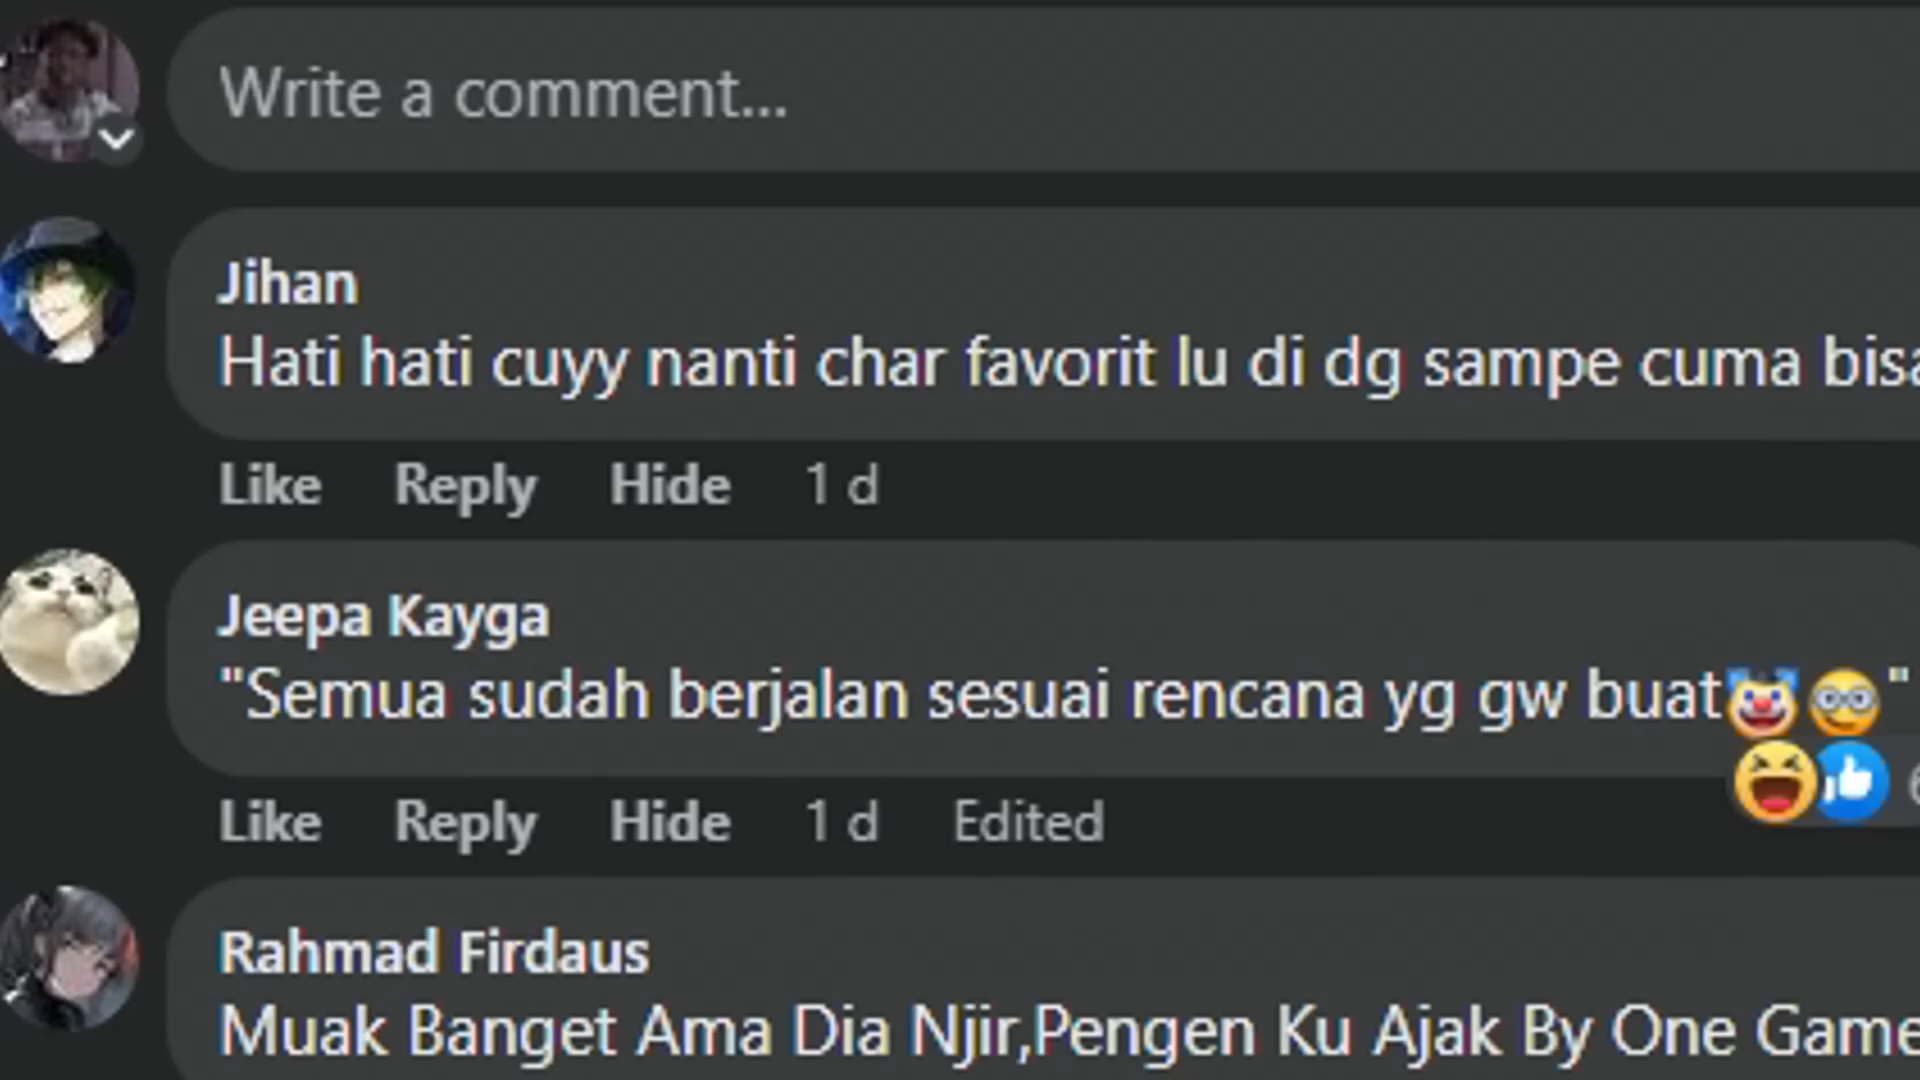 Write a comment...
Jihan
Hati hati cuyy nanti char favorit lu di dg sampe cuma bisa
Like Reply Hide 1 d
Jeepa Kayga
"Semua sudah berjalan sesuai rencana yg gw buat🤡🤓"
Like Reply Hide 1 d Edited
Rahmad Firdaus
Muak Banget Ama Dia Njir,Pengen Ku Ajak By One Game